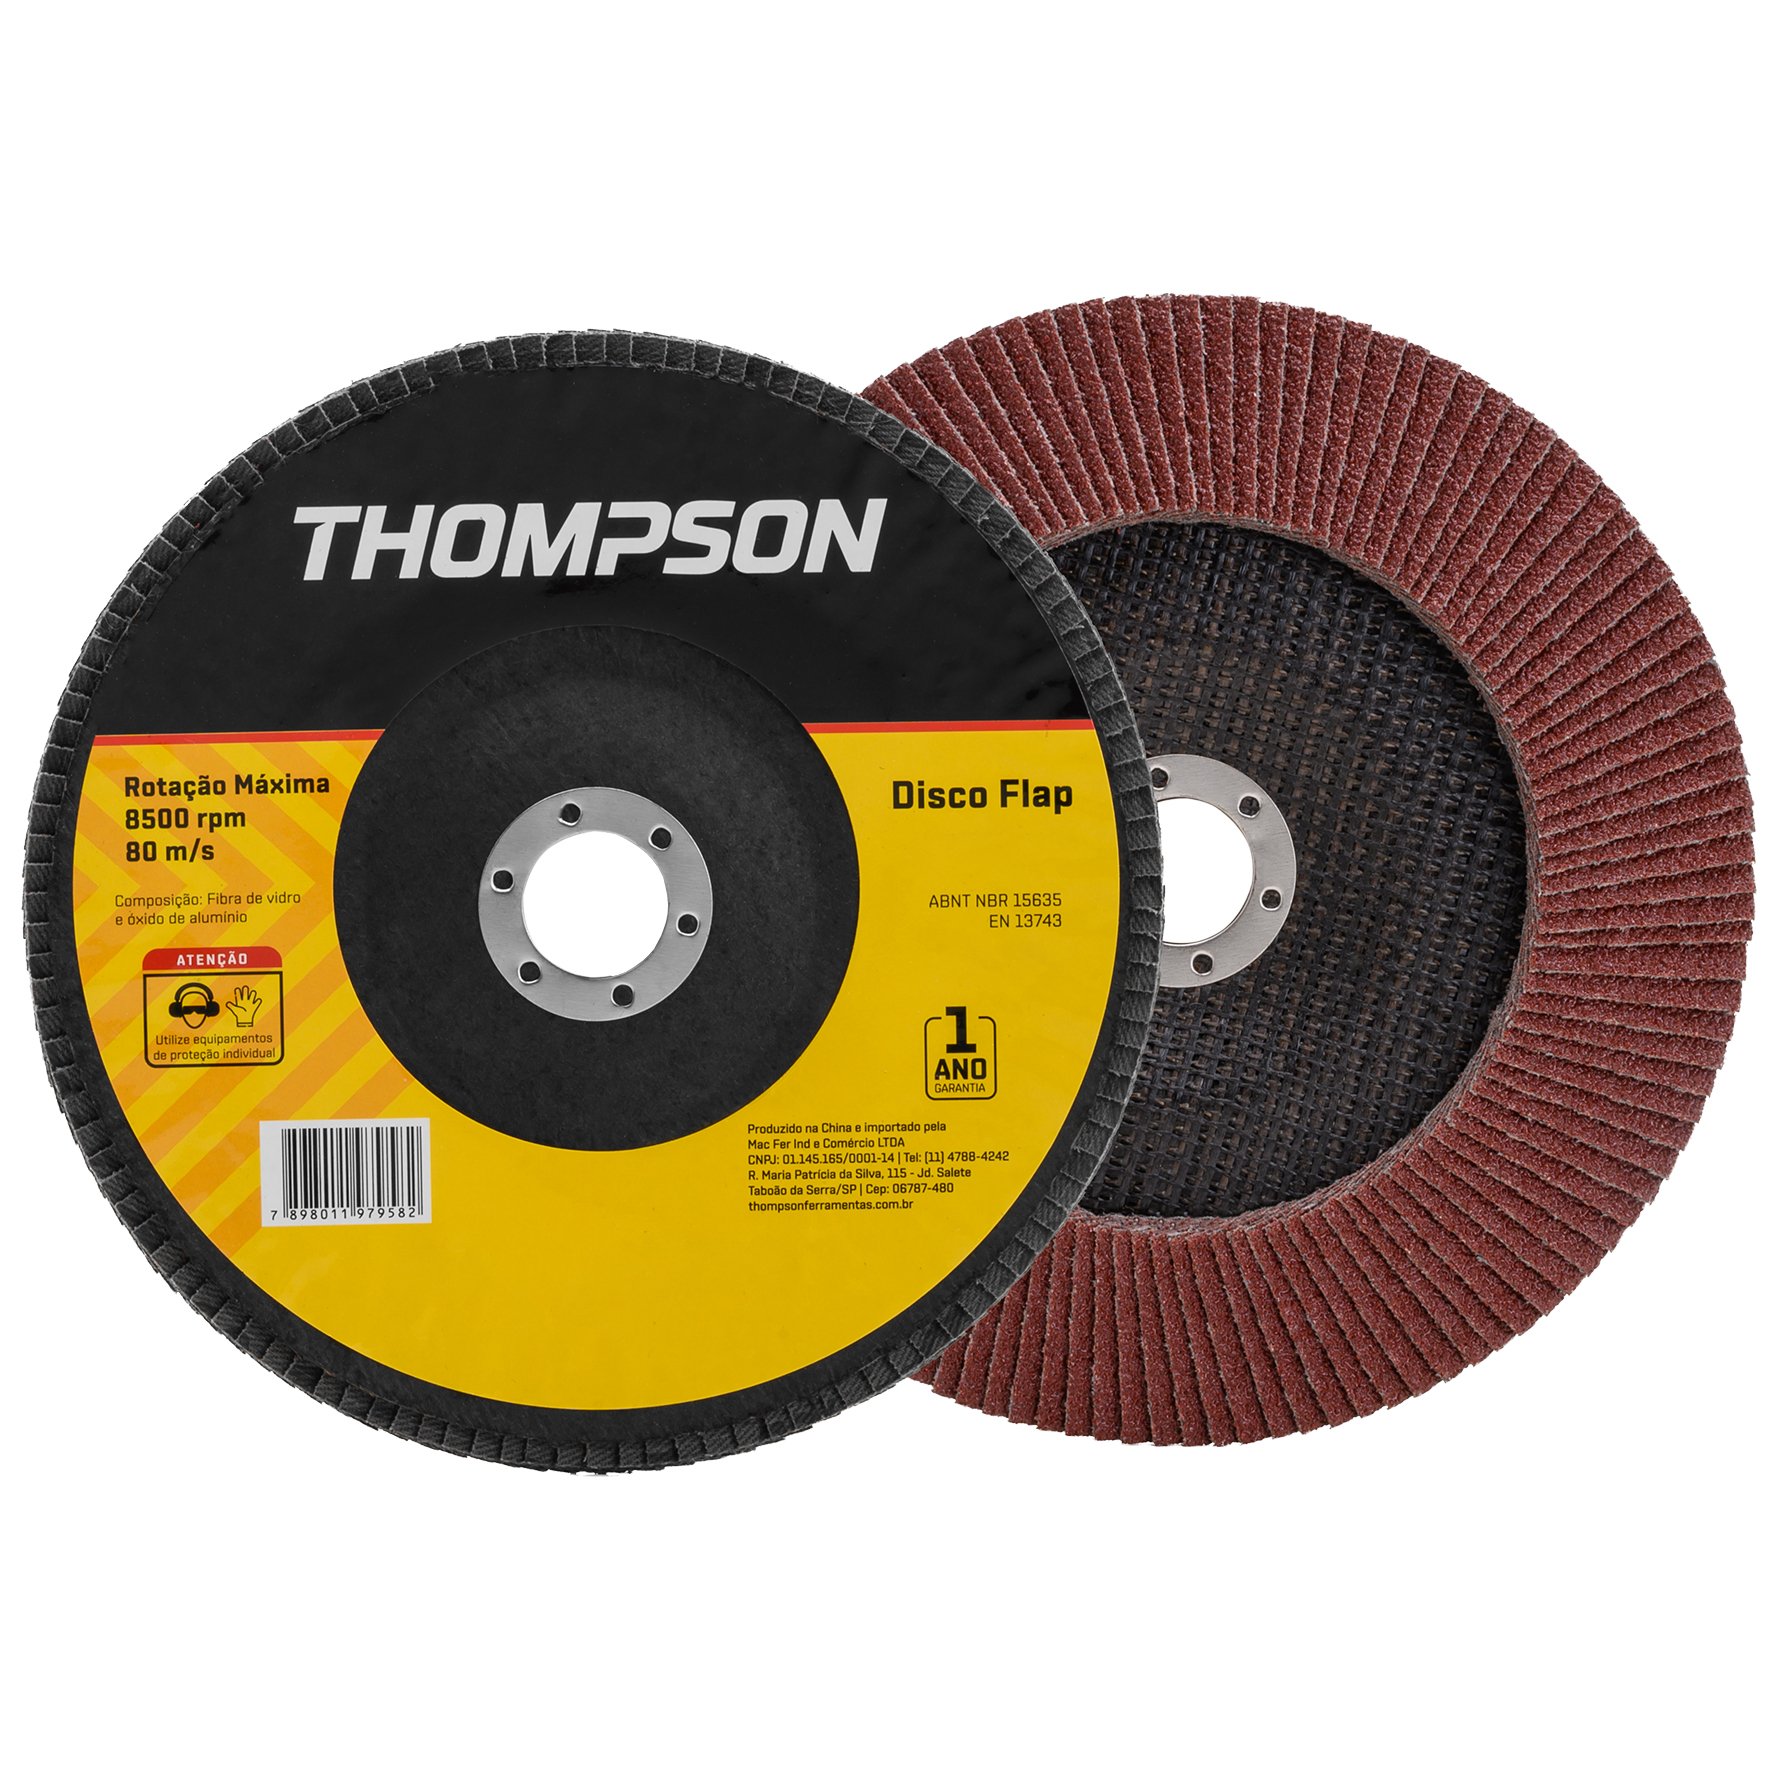 THOMPSON
Rotação Máxima
8500 rpm
80 m/s
Composição: Fibra de vidro
e óxido de alumínio
ATENÇÃO
Utilize equipamentos
de proteção individual
7 898011 979582
Disco Flap
ABNT NBR 15635
EN 13743
1
ANO
GARANTIA
Produzido na China e importado pela
Mac Fer Ind e Comércio LTDA
CNPJ: 01.145.165/0001-14 | Tel: (11) 4788-4242
R. Maria Patrícia da Silva, 115 - Jd. Salete
Taboão da Serra/SP | Cep: 06787-480
thompsonferramentas.com.br